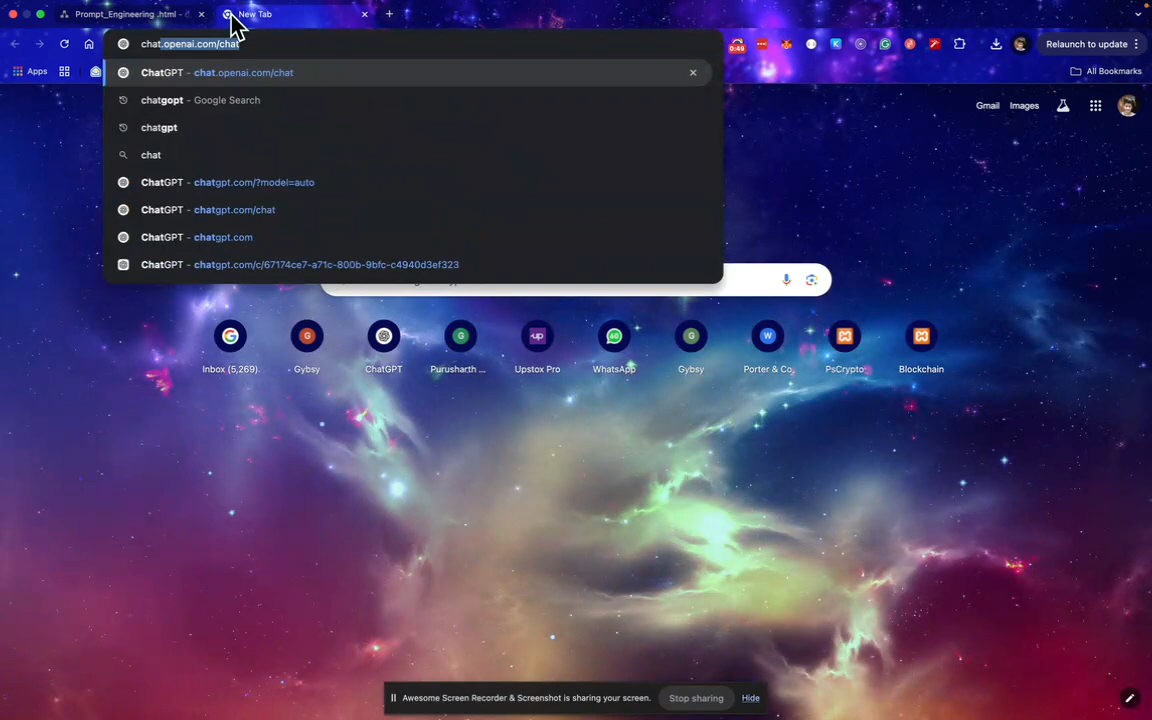 Prompt_Engineering .html - 
New Tab
chat.openai.com/chat
0:49
Relaunch to update
Apps
All Bookmarks
ChatGPT - chat.openai.com/chat
chatgopt - Google Search
chatgpt
chat
ChatGPT - chatgpt.com/?model=auto
ChatGPT - chatgpt.com/chat
ChatGPT - chatgpt.com
ChatGPT - chatgpt.com/c/67174ce7-a71c-800b-9bfc-c4940d3ef323
Gmail
Images
Inbox (5,269)
Gybsy
ChatGPT
Purusharth ...
Upstox Pro
WhatsApp
Gybsy
Porter & Co.
PsCrypto
Blockchain
Awesome Screen Recorder & Screenshot is sharing your screen.
Stop sharing
Hide